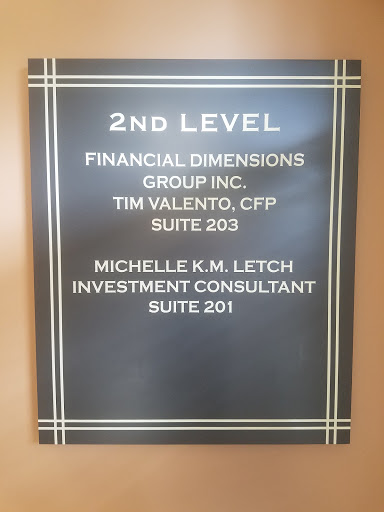 2ND LEVEL
FINANCIAL DIMENSIONS
GROUP INC.
TIM VALENTO, CFP
SUITE 203
MICHELLE K.M. LETCH
INVESTMENT CONSULTANT
SUITE 201